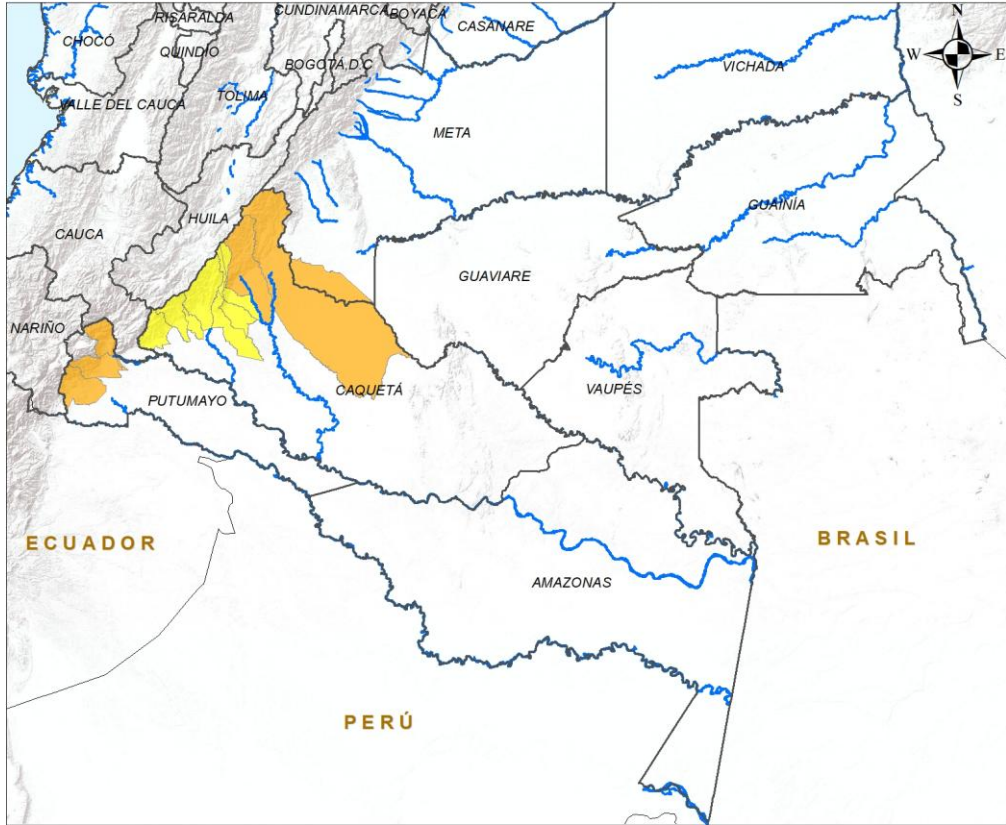 RISARALDA
CUNDINAMARCA
BOYACÁ
CASANARE
N
CHOCÓ
QUINDÍO
BOGOTÁ D.C
W
E
VICHADA
VALLE DEL CAUCA
TOLIMA
S
META
GUAINÍA
HUILA
CAUCA
GUAVIARE
NARIÑO
CAQUETÁ
VAUPÉS
PUTUMAYO
ECUADOR
BRASIL
AMAZONAS
PERÚ